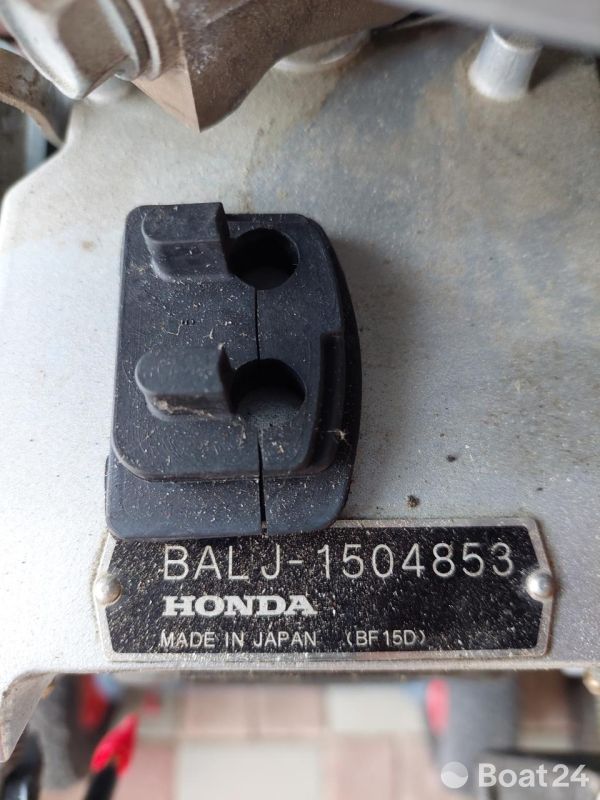 BALJ-1504853
HONDA
MADE IN JAPAN (BF15D)
Boat24